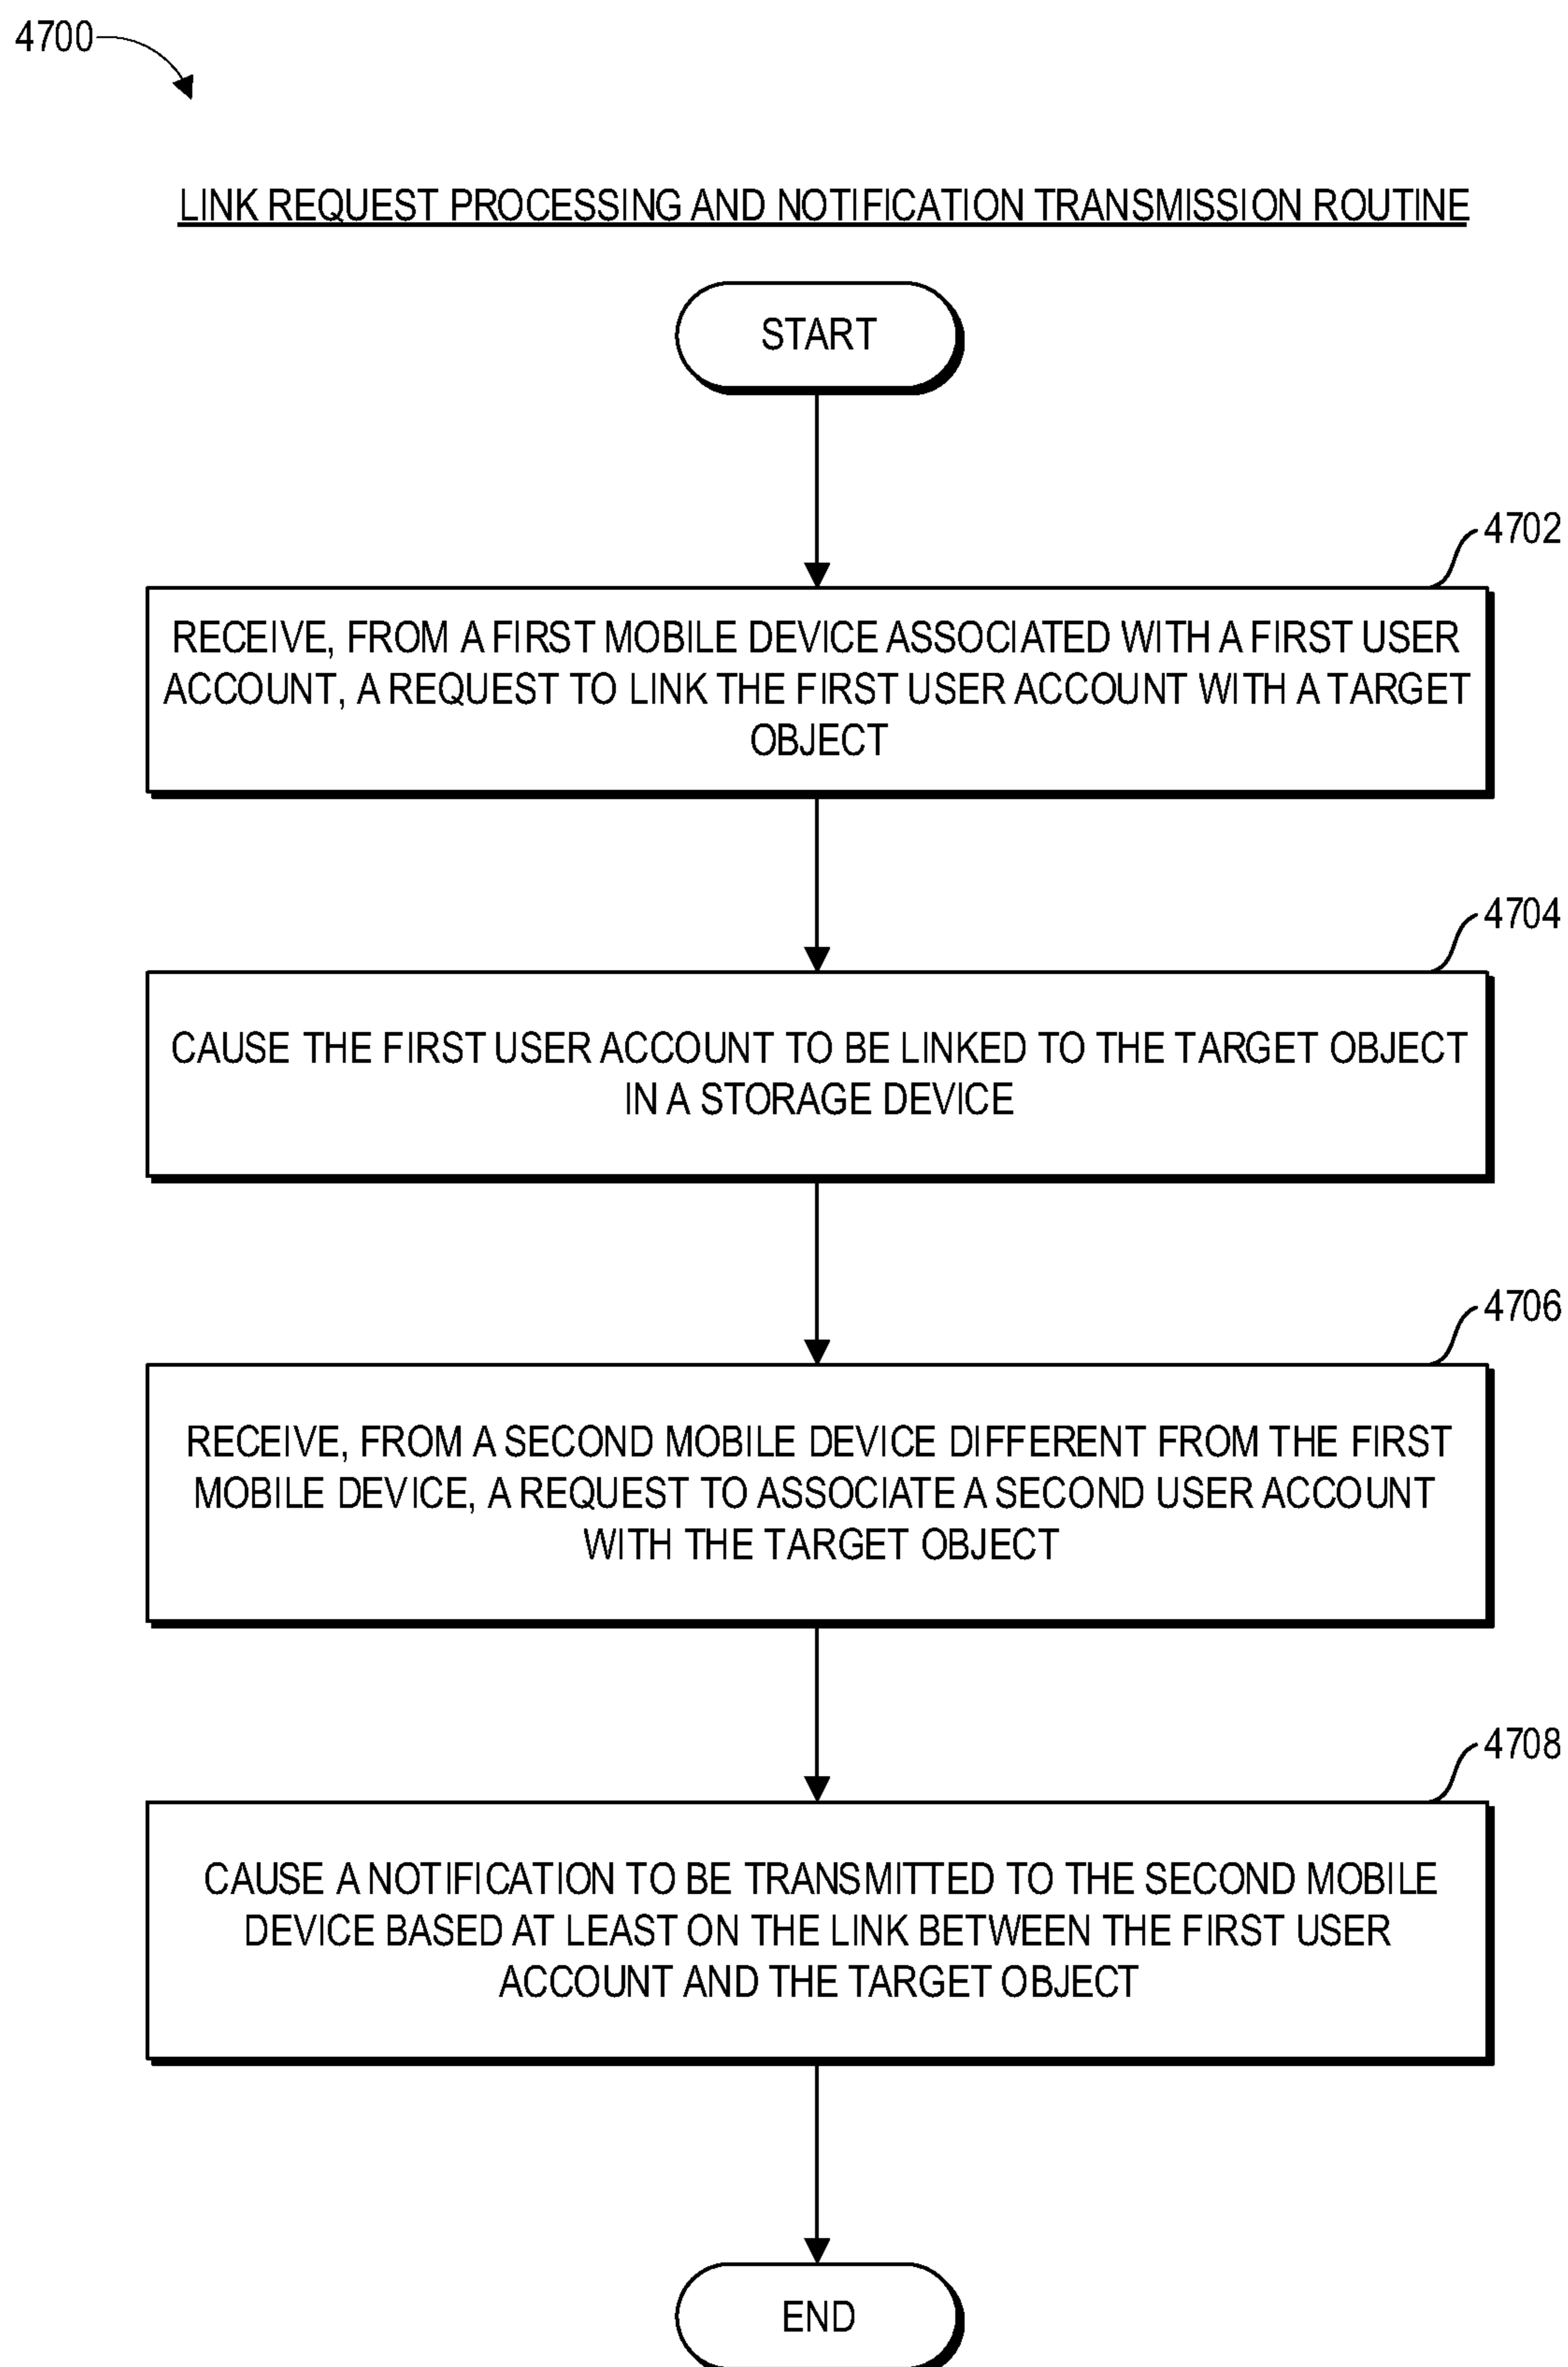 4700
LINK REQUEST PROCESSING AND NOTIFICATION TRANSMISSION ROUTINE
START
4702
RECEIVE, FROM A FIRST MOBILE DEVICE ASSOCIATED WITH A FIRST USER
ACCOUNT, A REQUEST TO LINK THE FIRST USER ACCOUNT WITH A TARGET
OBJECT
4704
CAUSE THE FIRST USER ACCOUNT TO BE LINKED TO THE TARGET OBJECT
IN A STORAGE DEVICE
4706
RECEIVE, FROM A SECOND MOBILE DEVICE DIFFERENT FROM THE FIRST
MOBILE DEVICE, A REQUEST TO ASSOCIATE A SECOND USER ACCOUNT
WITH THE TARGET OBJECT
4708
CAUSE A NOTIFICATION TO BE TRANSMITTED TO THE SECOND MOBILE
DEVICE BASED AT LEAST ON THE LINK BETWEEN THE FIRST USER
ACCOUNT AND THE TARGET OBJECT
END